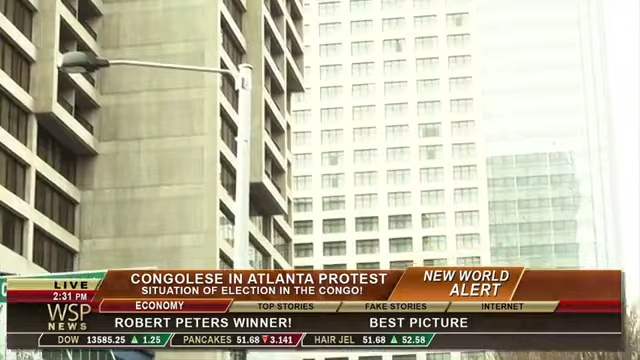 CONGOLESE IN ATLANTA PROTEST
SITUATION OF ELECTION IN THE CONGO!
NEW WORLD
ALERT
LIVE
2:31 PM
WSP
NEWS
ECONOMY TOP STORIES FAKE STORIES INTERNET
ROBERT PETERS WINNER! BEST PICTURE
DOW 13585.25 ▲ 1.25 PANCAKES 51.68 ▼ 3.141 HAIR JEL 51.68 ▲ 52.58